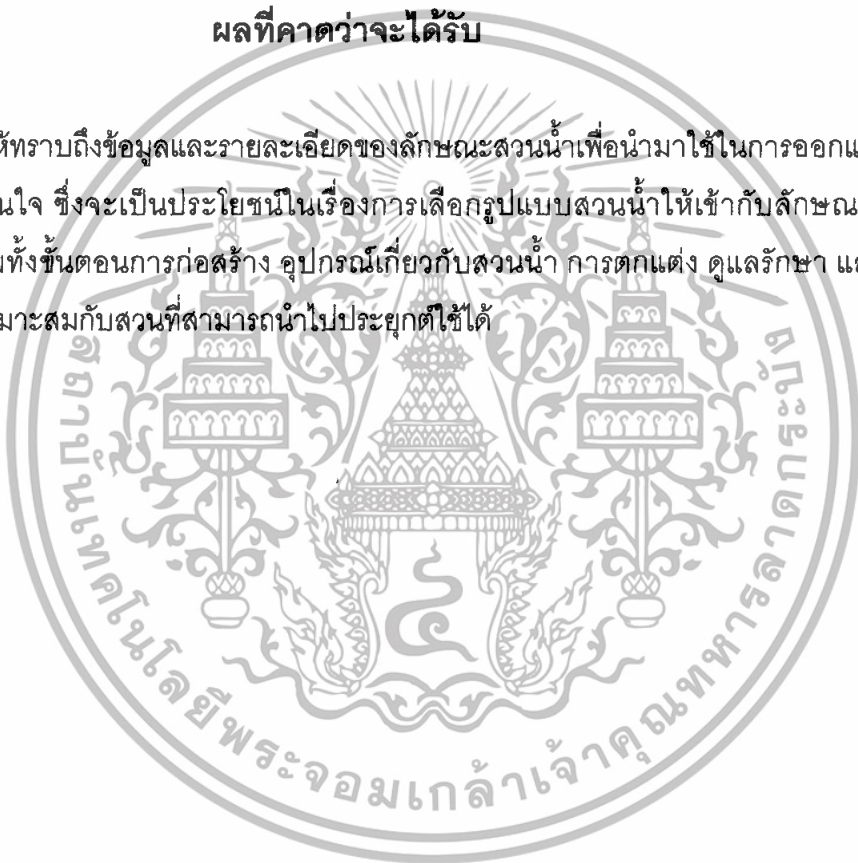 ผลที่คาดว่าจะได้รับ
ห้ทราบถึงข้อมูลและรายละเอียดของลักษณะสวนน้ำเพื่อนำมาใช้ในการออกแ
นใจ ซึ่งจะเป็นประโยชน์ในเรื่องการเลือกรูปแบบสวนน้ำให้เข้ากับลักษณ
มทั้งขั้นตอนการก่อสร้าง อุปกรณ์เกี่ยวกับสวนน้ำ การตกแต่ง ดูแลรักษา แ
มาะสมกับสวนที่สามารถนำไปประยุกต์ใช้ได้
สถาบันเทคโนโลยีพระจอมเกล้าเจ้าคุณทหารลาดกระบัง